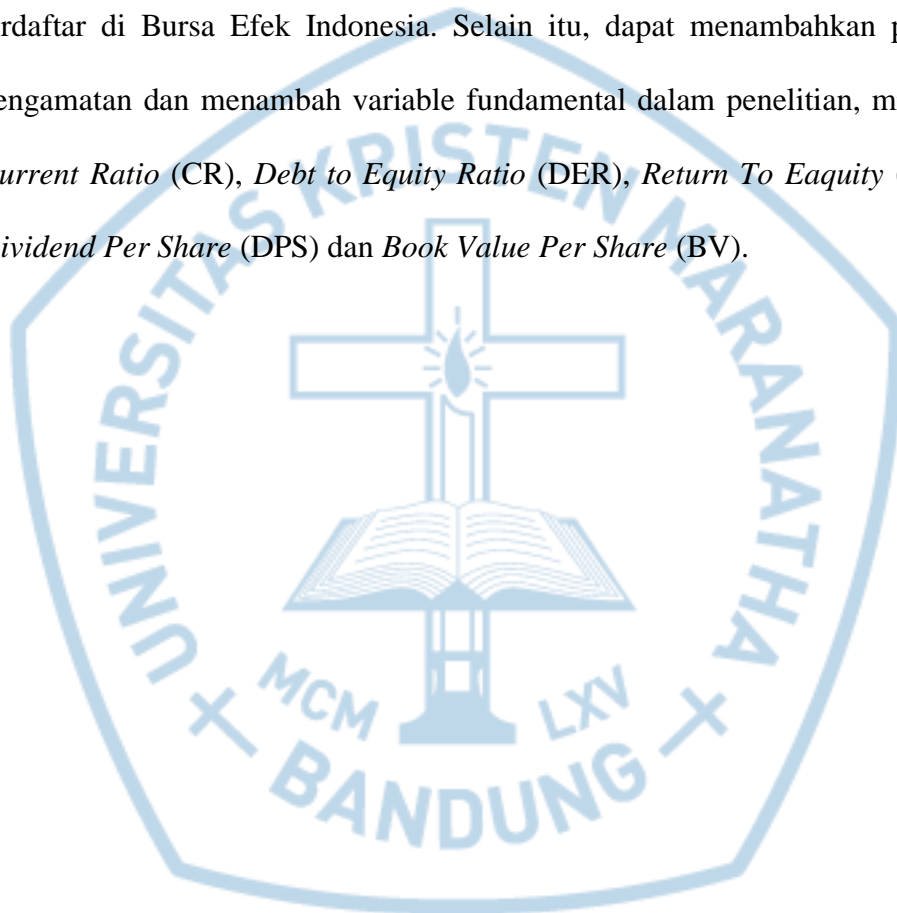 rdaftar di Bursa Efek Indonesia. Selain itu, dapat menambahkan p
engamatan dan menambah variable fundamental dalam penelitian, m
urrent Ratio (CR), Debt to Equity Ratio (DER), Return To Eaquity (
ividend Per Share (DPS) dan Book Value Per Share (BV).
UNIVERSITAS KRISTEN MARANATHA
MCM LXV
BANDUNG